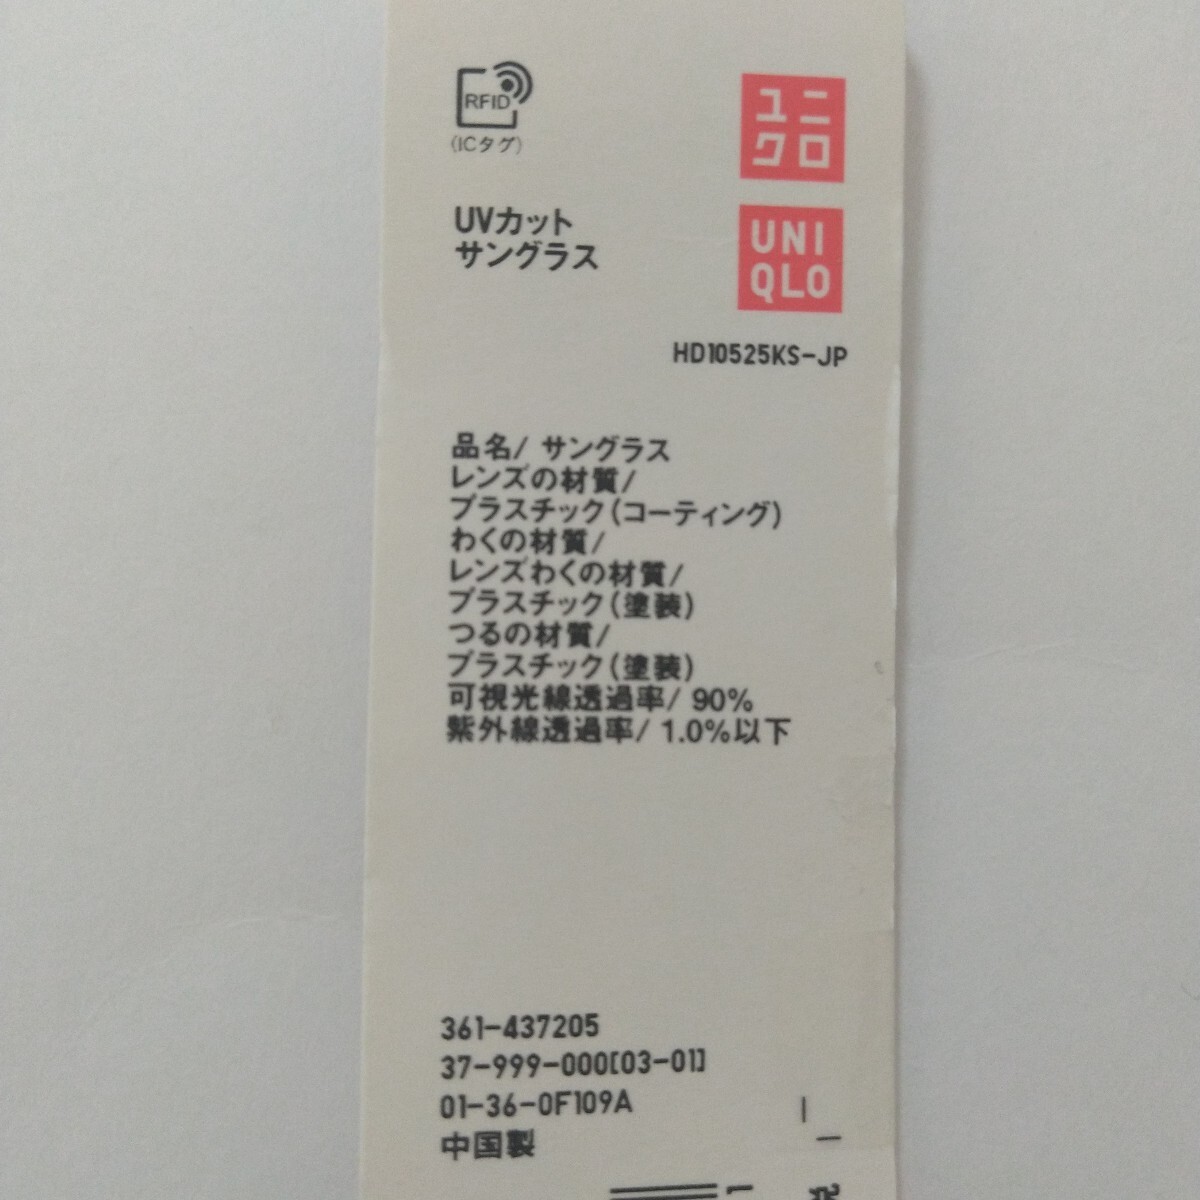 RFID
(ICタグ)
ユニ
クロ
UVカット
サングラス
UNI
QLO
HD10525KS-JP
品名/ サングラス
レンズの材質/
プラスチック(コーティング)
わくの材質/
レンズわくの材質/
プラスチック(塗装)
つるの材質/
プラスチック(塗装)
可視光線透過率/ 90%
紫外線透過率/ 1.0%以下
361-437205
37-999-000[03-01]
01-36-0F109A
中国製